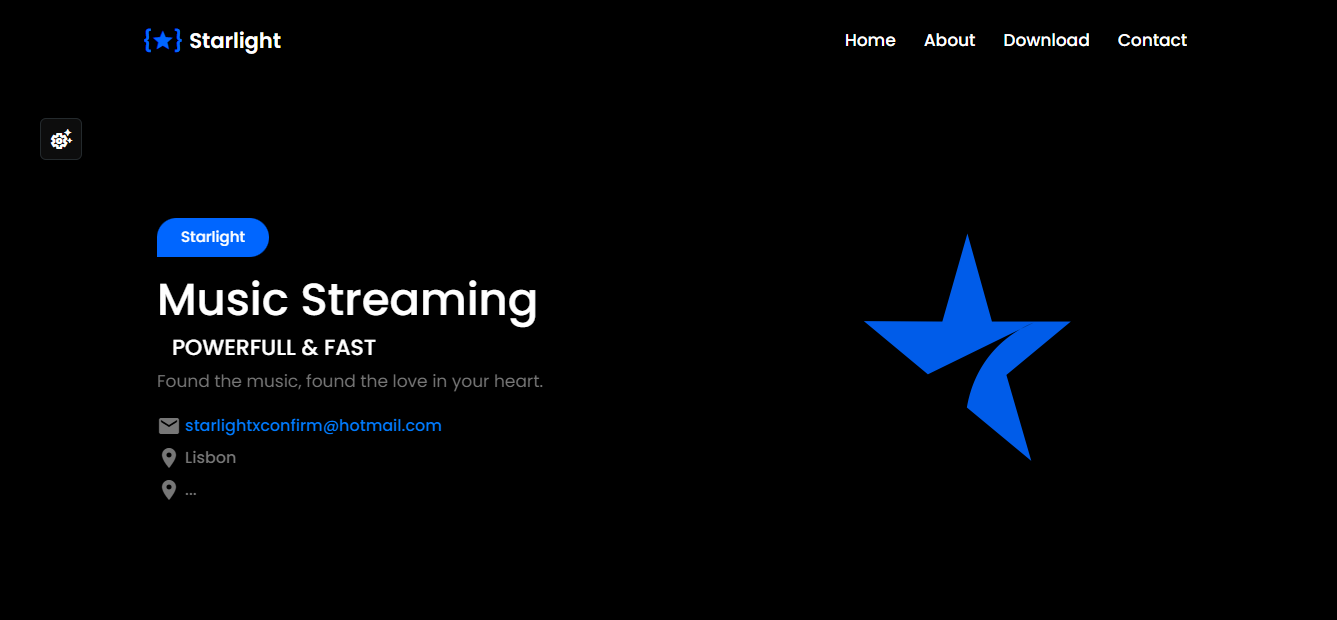 {★} Starlight
Home About Download Contact
Starlight
Music Streaming
POWERFULL & FAST
Found the music, found the love in your heart.
starlightxconfirm@hotmail.com
Lisbon
...